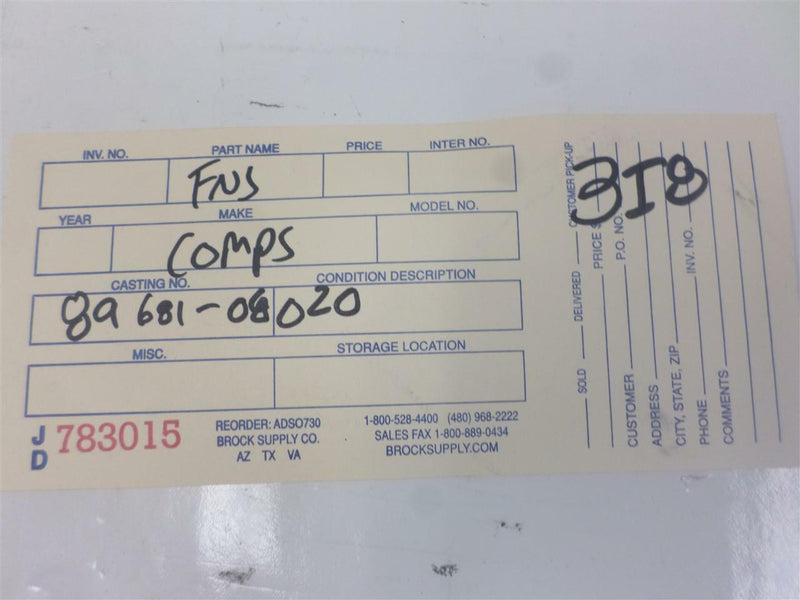 INV. NO. PART NAME PRICE INTER NO.
FNS
YEAR MAKE MODEL NO.
COMPS
CASTING NO. CONDITION DESCRIPTION
89681-08020
MISC. STORAGE LOCATION
JD 783015
REORDER: ADSO730
BROCK SUPPLY CO.
AZ TX VA
1-800-528-4400 (480) 968-2222
SALES FAX 1-800-889-0434
BROCKSUPPLY.COM
3I8
SOLD DELIVERED CUSTOMER PICK-UP
PRICE $
CUSTOMER P.O. NO.
ADDRESS
CITY, STATE, ZIP
PHONE INV. NO.
COMMENTS